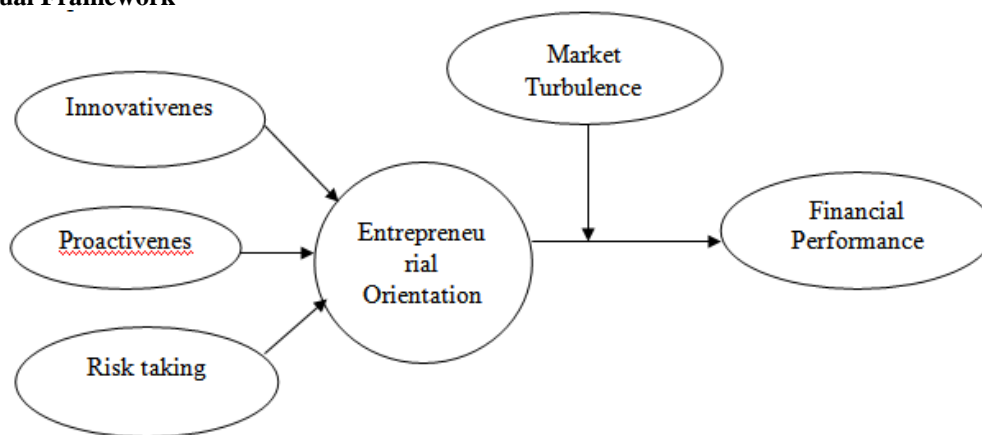 ual Framework
Market
Turbulence
Innovativenes
Proactivenes
Entrepreneu
rial
Orientation
Financial
Performance
Risk taking